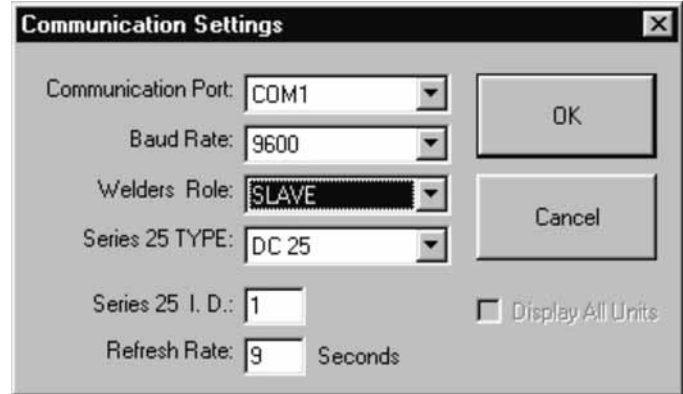 Communication Settings
Communication Port: COM1
Baud Rate: 9600
Welders Role: SLAVE
Series 25 TYPE: DC 25
Series 25 I. D.: 1
Refresh Rate: 9 Seconds
OK
Cancel
Display All Units